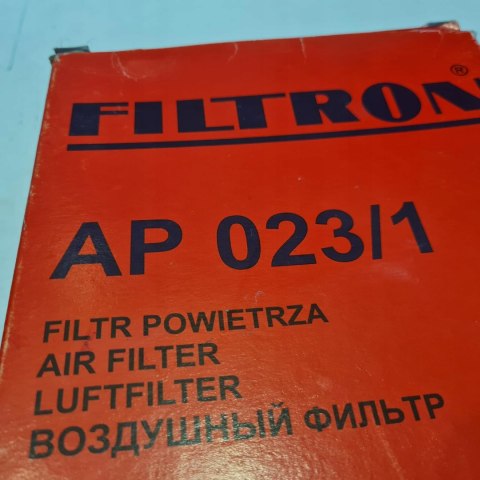 FILTRON®
AP 023/1
FILTR POWIETRZA
AIR FILTER
LUFTFILTER
ВОЗДУШНЫЙ ФИЛЬТР